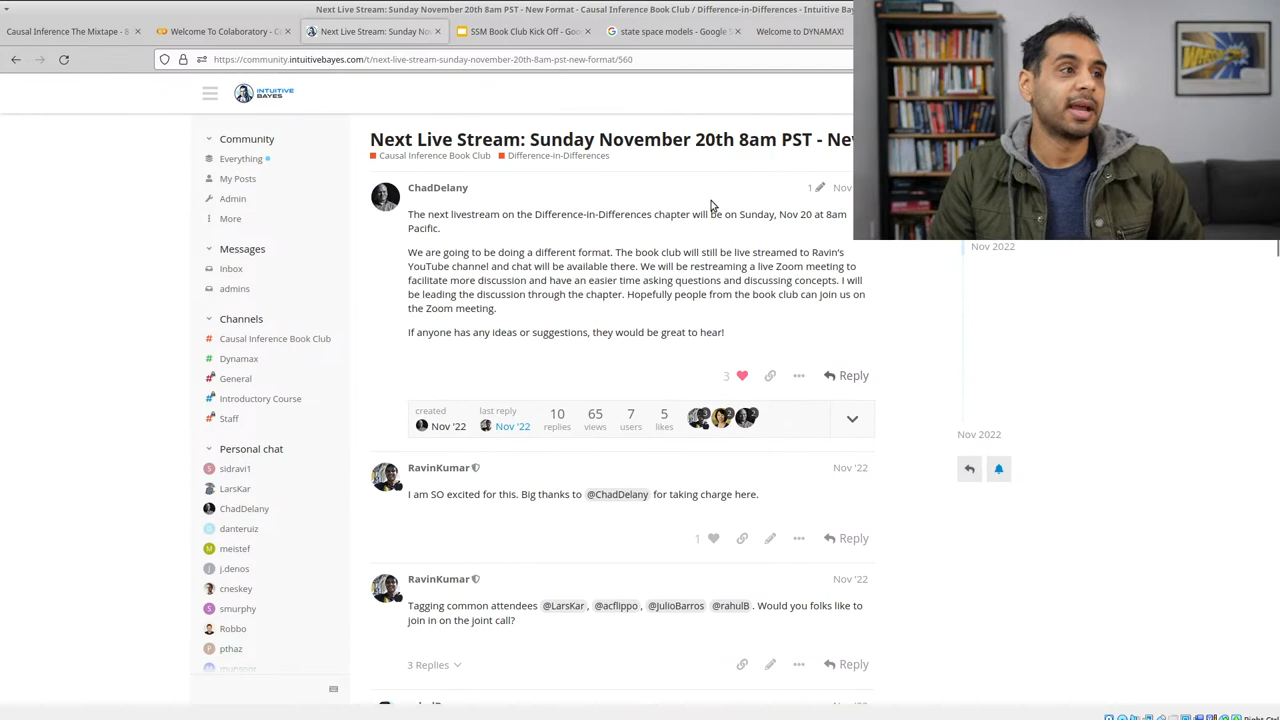 Next Live Stream: Sunday November 20th 8am PST - New Format - Causal Inference Book Club / Difference-in-Differences - Intuitive Bay
Causal Inference The Mixtape - 8
Welcome To Colaboratory - C
Next Live Stream: Sunday Nov
SSM Book Club Kick Off - Goo
state space models - Google S
Welcome to DYNAMAX!
https://community.intuitivebayes.com/t/next-live-stream-sunday-november-20th-8am-pst-new-format/560
INTUITIVE
BAYES
Community
Everything
My Posts
Admin
More
Messages
Inbox
admins
Channels
Causal Inference Book Club
Dynamax
General
Introductory Course
Staff
Personal chat
sidravi1
LarsKar
ChadDelany
danteruiz
meistef
j.denos
cneskey
smurphy
Robbo
pthaz
Next Live Stream: Sunday November 20th 8am PST - Ne
Causal Inference Book Club Difference-in-Differences
ChadDelany
1 Nov
The next livestream on the Difference-in-Differences chapter will be on Sunday, Nov 20 at 8am
Pacific.
We are going to be doing a different format. The book club will still be live streamed to Ravin's
YouTube channel and chat will be available there. We will be restreaming a live Zoom meeting to
facilitate more discussion and have an easier time asking questions and discussing concepts. I will
be leading the discussion through the chapter. Hopefully people from the book club can join us on
the Zoom meeting.
If anyone has any ideas or suggestions, they would be great to hear!
3 Reply
created last reply 10 65 7 5
Nov '22 Nov '22 replies views users likes
3 2 2
RavinKumar Nov '22
I am SO excited for this. Big thanks to @ChadDelany for taking charge here.
1 Reply
RavinKumar Nov '22
Tagging common attendees @LarsKar, @acflippo, @JulioBarros @rahulB. Would you folks like to
join in on the joint call?
3 Replies Reply
Nov 2022
Nov 2022
Right Ctrl